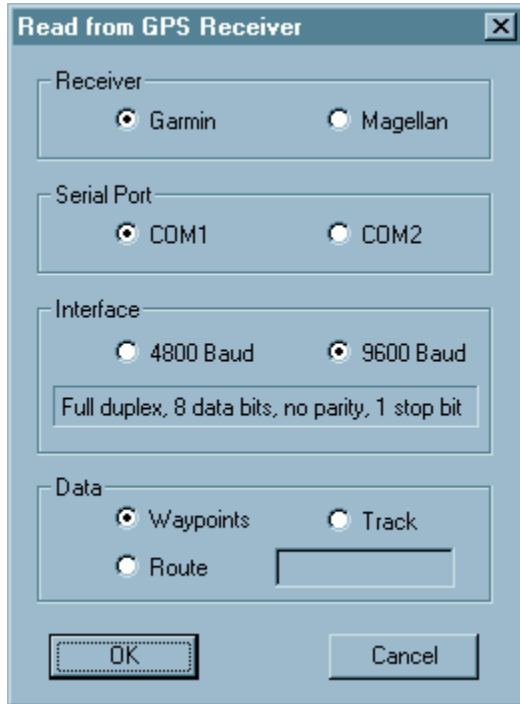 Read from GPS Receiver
Receiver
Garmin Magellan
Serial Port
COM1 COM2
Interface
4800 Baud 9600 Baud
Full duplex, 8 data bits, no parity, 1 stop bit
Data
Waypoints Track
Route
OK Cancel